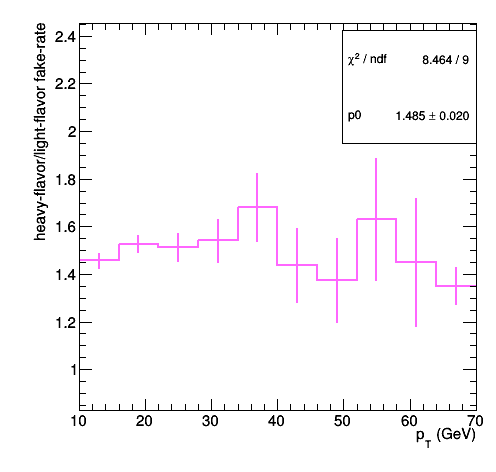 heavy-flavor/light-flavor fake-rate
2.4
2.2
2
1.8
1.6
1.4
1.2
1
χ² / ndf 8.464 / 9
p0 1.485 ± 0.020
10 20 30 40 50 60 70
p_T (GeV)